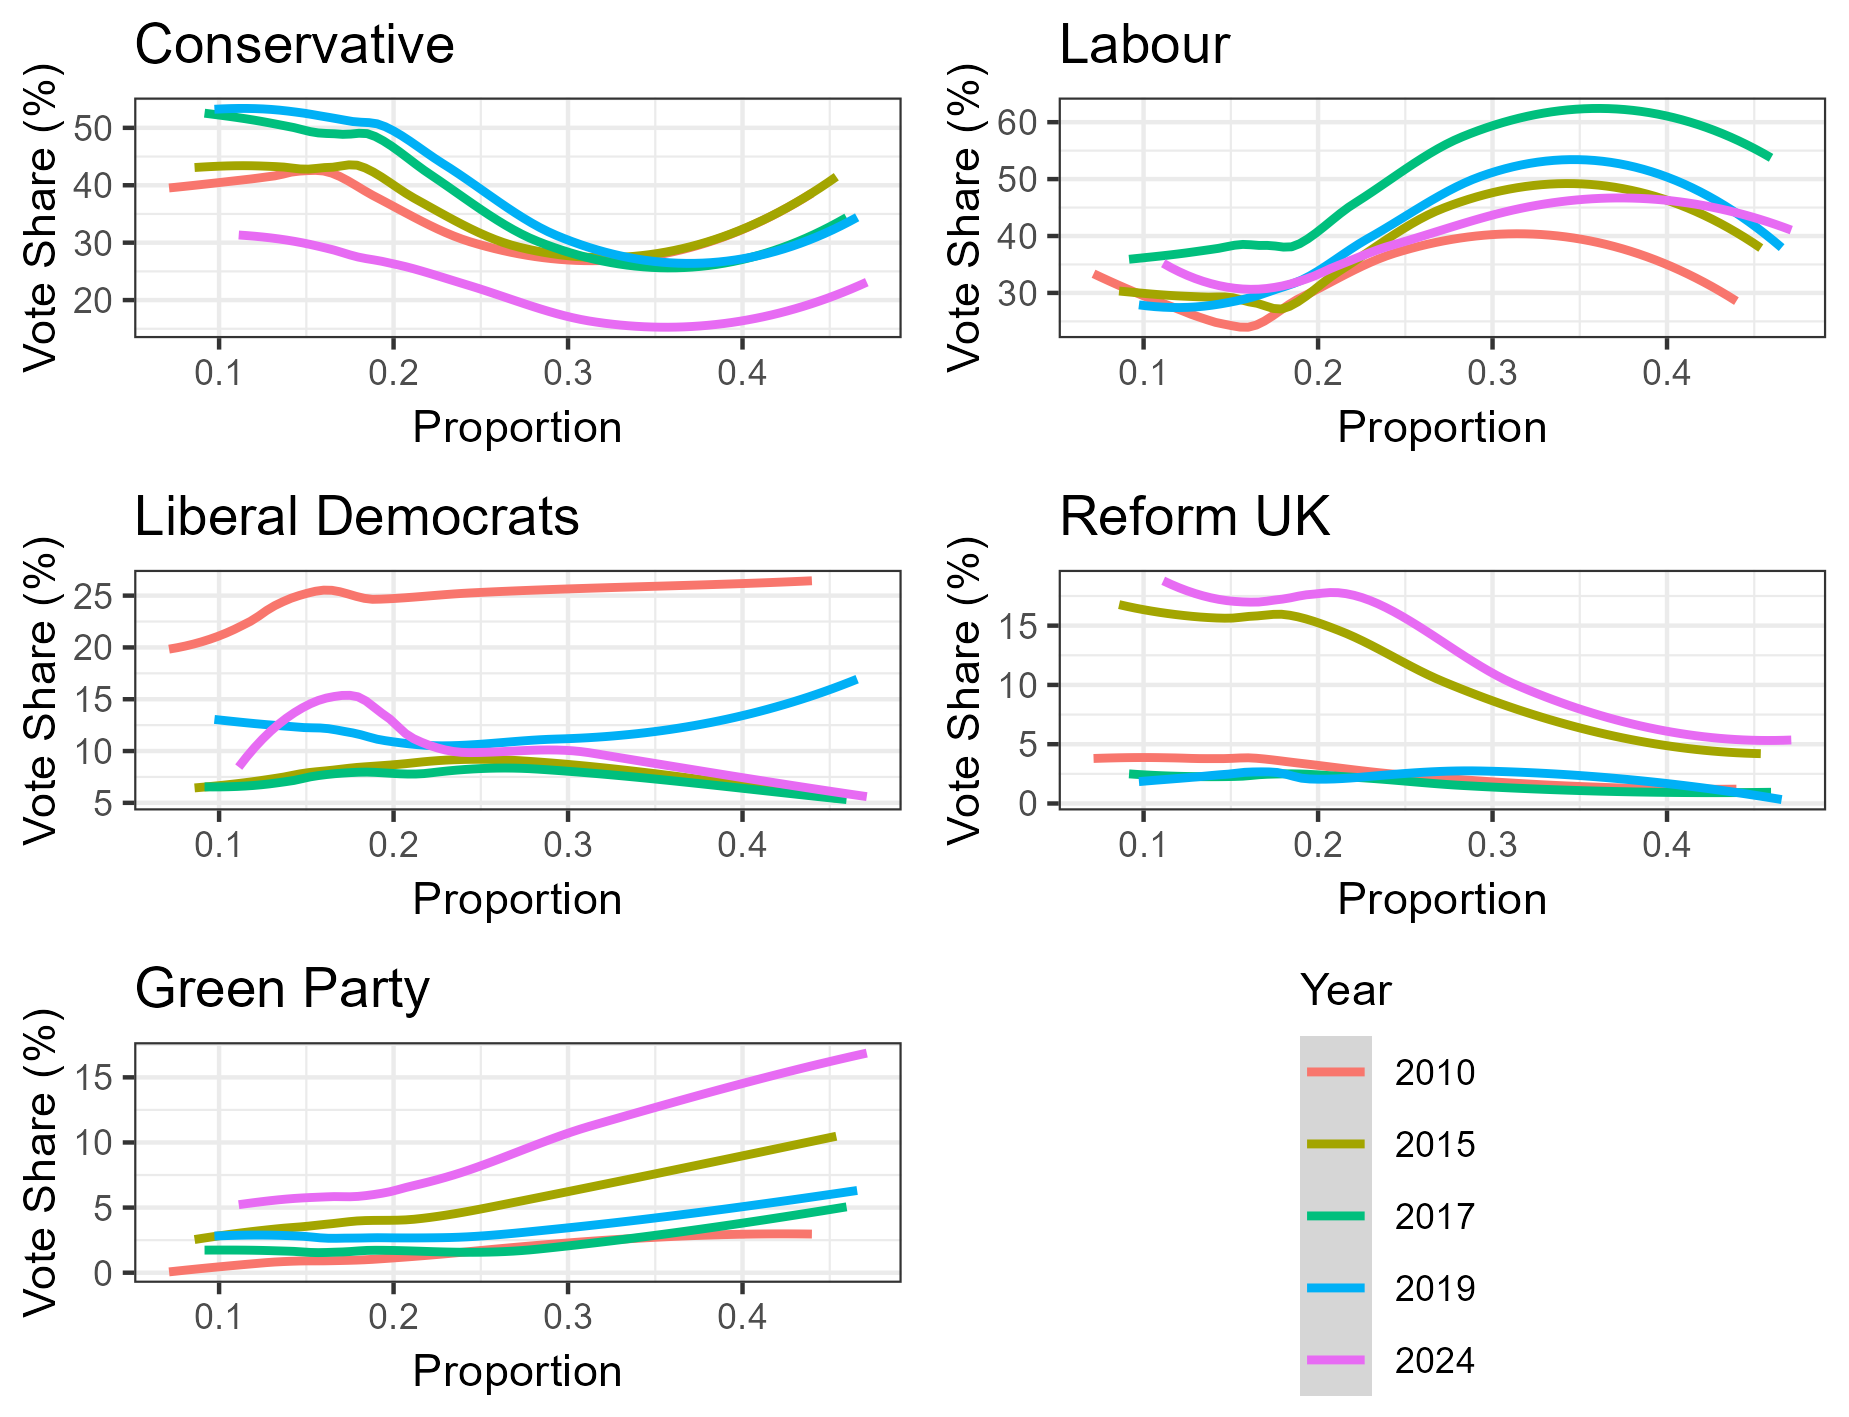 Conservative
Vote Share (%)
50
40
30
20
0.1 0.2 0.3 0.4
Proportion
Labour
Vote Share (%)
60
50
40
30
0.1 0.2 0.3 0.4
Proportion
Liberal Democrats
Vote Share (%)
25
20
15
10
5
0.1 0.2 0.3 0.4
Proportion
Reform UK
Vote Share (%)
15
10
5
0
0.1 0.2 0.3 0.4
Proportion
Green Party
Vote Share (%)
15
10
5
0
0.1 0.2 0.3 0.4
Proportion
Year
2010
2015
2017
2019
2024